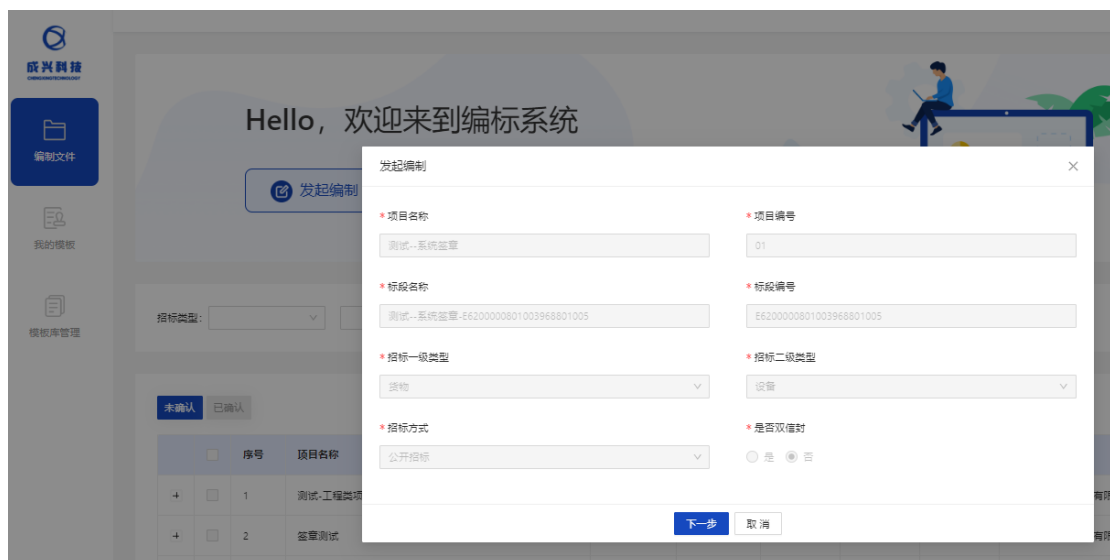 成兴科技
CHENGXINGTECHNOLOGY
编制文件
我的模板
模板库管理
Hello，欢迎来到编标系统
发起编制
招标类型:
未确认 已确认
序号 项目名称
+ 1 测试-工程类项
+ 2 签章测试
有限
有限
发起编制
* 项目名称 * 项目编号
测试--系统签章 01
* 标段名称 * 标段编号
测试--系统签章-E6200000801003968801005 E6200000801003968801005
* 招标一级类型 * 招标二级类型
货物 设备
* 招标方式 * 是否双信封
公开招标 是 否
下一步 取消